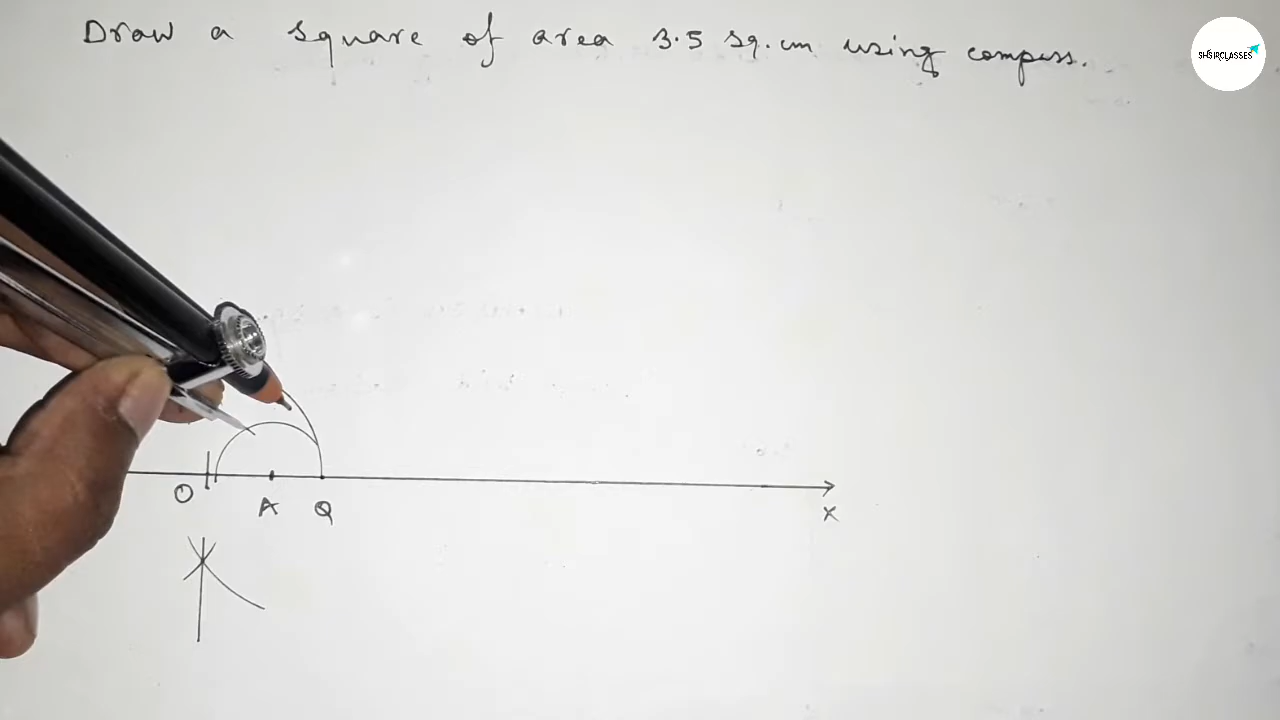 Draw a square of area 3.5 sq. cm using compass.
SHSIRCLASSES
O A Q X